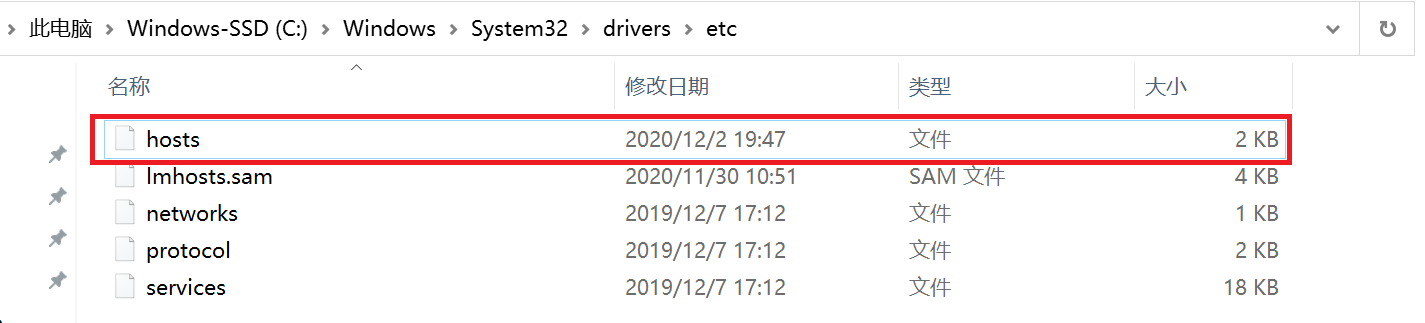 此电脑 > Windows-SSD (C:) > Windows > System32 > drivers > etc
名称 修改日期 类型 大小
hosts 2020/12/2 19:47 文件 2 KB
lmhosts.sam 2020/11/30 10:51 SAM 文件 4 KB
networks 2019/12/7 17:12 文件 1 KB
protocol 2019/12/7 17:12 文件 2 KB
services 2019/12/7 17:12 文件 18 KB